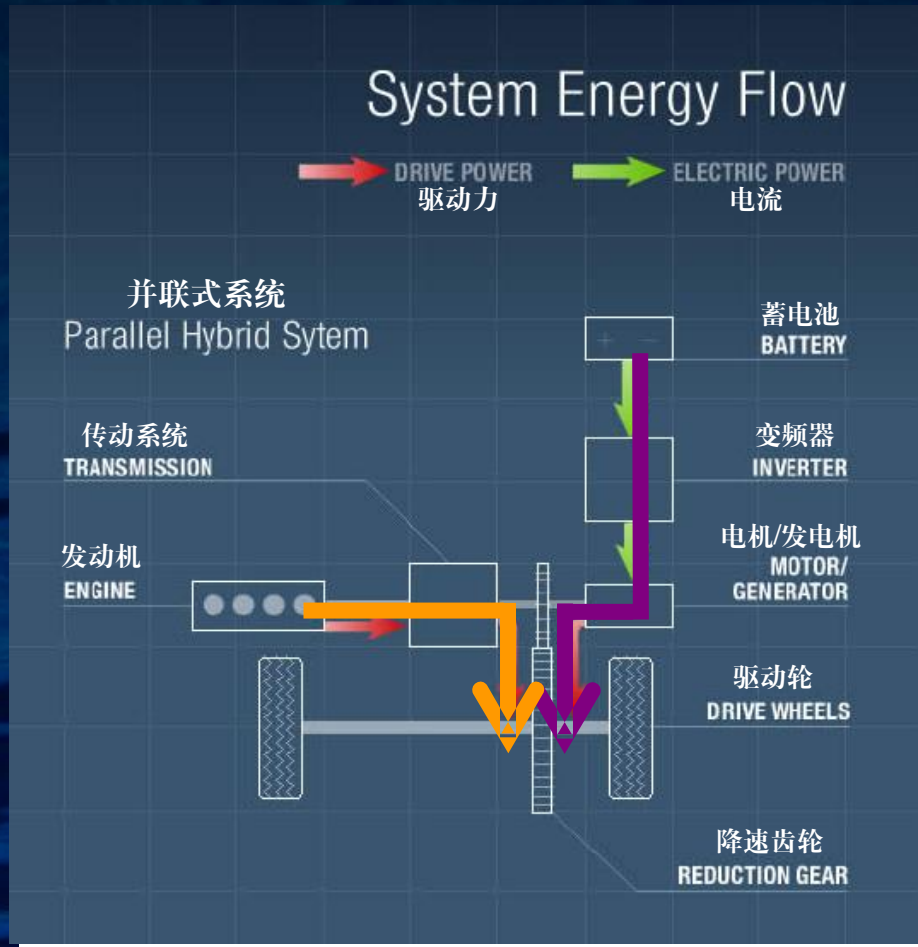 System Energy Flow
DRIVE POWER
驱动力
ELECTRIC POWER
电流
并联式系统
Parallel Hybrid Sytem
蓄电池
BATTERY
传动系统
TRANSMISSION
变频器
INVERTER
发动机
ENGINE
电机/发电机
MOTOR/
GENERATOR
驱动轮
DRIVE WHEELS
降速齿轮
REDUCTION GEAR